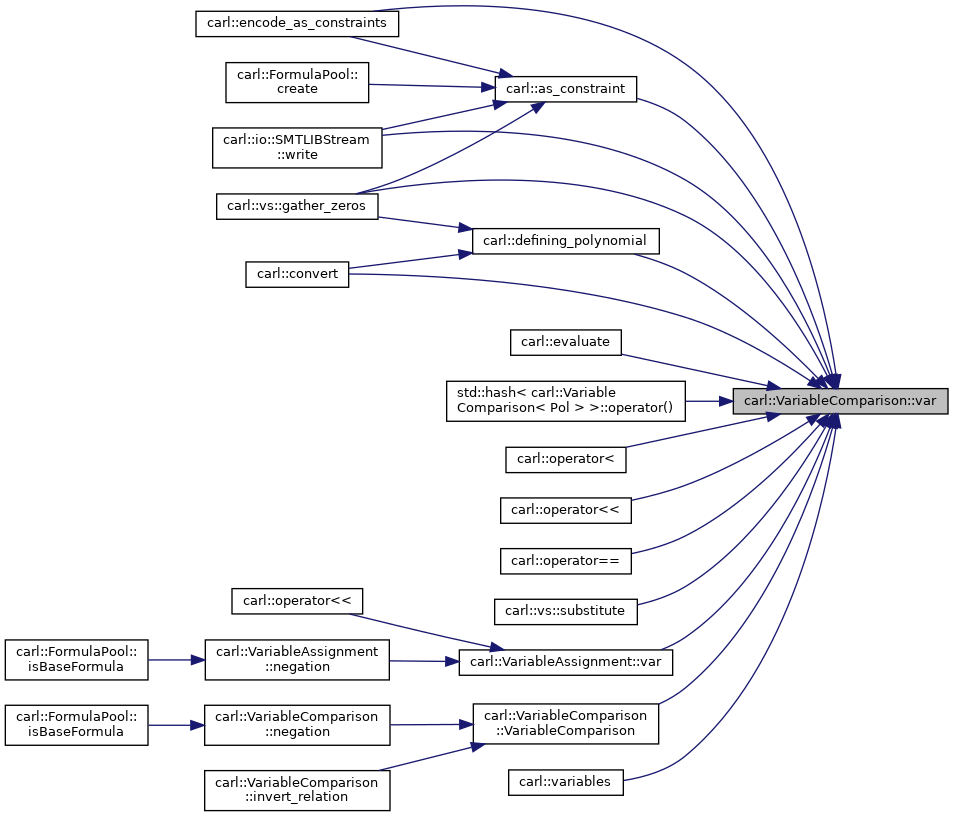 carl::encode_as_constraints
carl::FormulaPool::
create
carl::as_constraint
carl::io::SMTLIBStream
::write
carl::vs::gather_zeros
carl::defining_polynomial
carl::convert
carl::evaluate
std::hash< carl::Variable
Comparison< Pol > >::operator()
carl::VariableComparison::var
carl::operator<
carl::operator<<
carl::operator==
carl::operator<<
carl::vs::substitute
carl::FormulaPool::
isBaseFormula
carl::VariableAssignment
::negation
carl::VariableAssignment::var
carl::FormulaPool::
isBaseFormula
carl::VariableComparison
::negation
carl::VariableComparison
::VariableComparison
carl::VariableComparison
::invert_relation
carl::variables